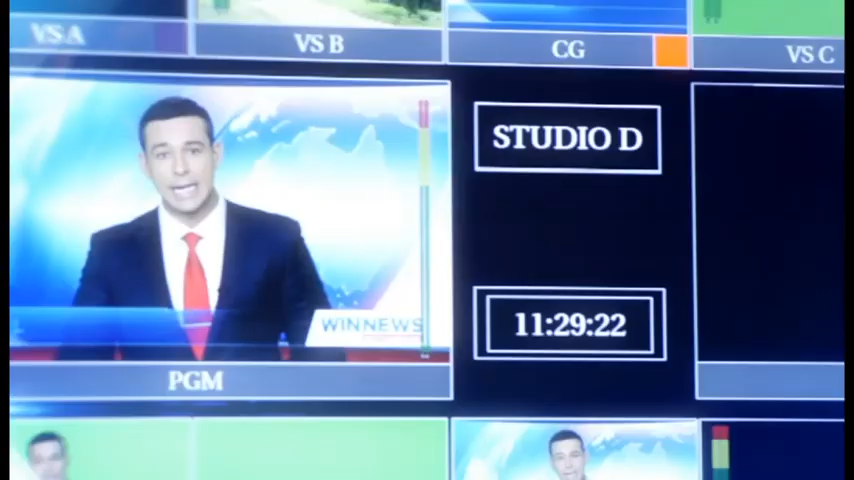 VS A
VS B
CG
VS C
STUDIO D
WINNEWS
11:29:22
PGM